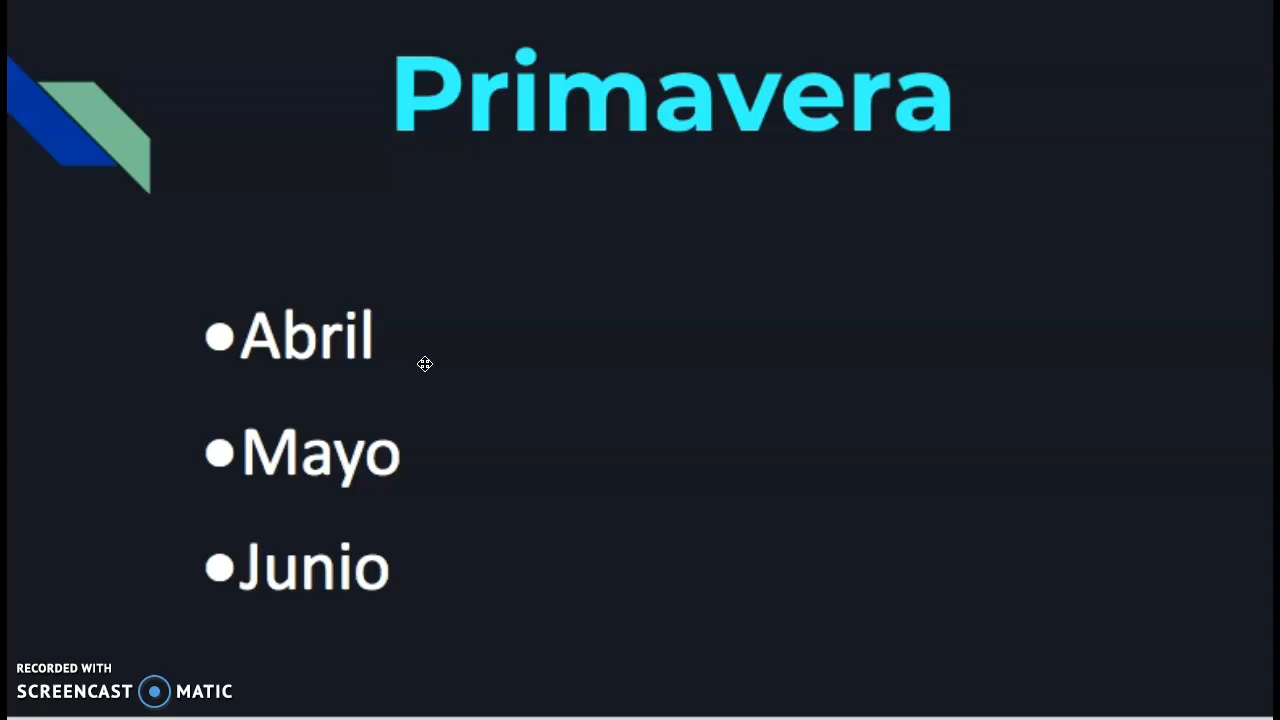 Primavera
●Abril
●Mayo
●Junio
RECORDED WITH
SCREENCAST MATIC